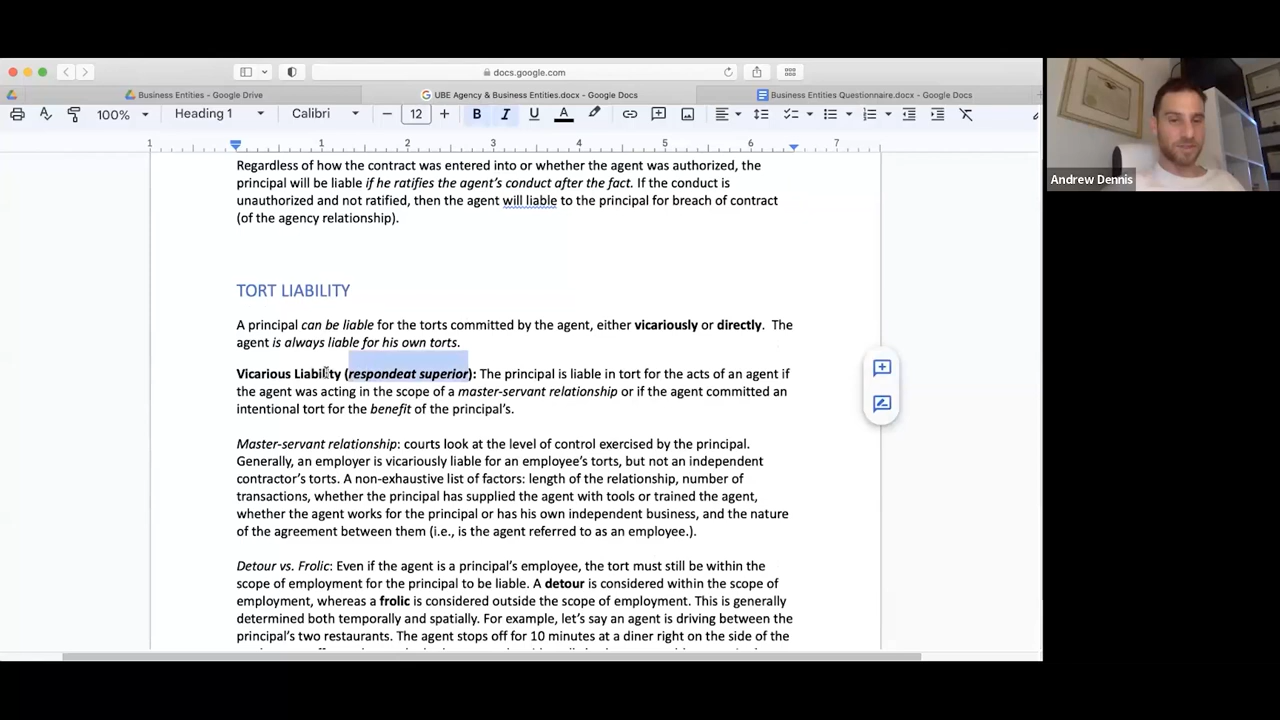 docs.google.com
Business Entities – Google Drive
UBE Agency & Business Entities.docx - Google Docs
Business Entities Questionnaire.docx - Google Docs
100%
Heading 1
Calibri
12
B I U A
1 1 2 3 4 5 6 7
Regardless of how the contract was entered into or whether the agent was authorized, the
principal will be liable if he ratifies the agent's conduct after the fact. If the conduct is
unauthorized and not ratified, then the agent will liable to the principal for breach of contract
(of the agency relationship).
TORT LIABILITY
A principal can be liable for the torts committed by the agent, either vicariously or directly. The
agent is always liable for his own torts.
Vicarious Liability (respondeat superior): The principal is liable in tort for the acts of an agent if
the agent was acting in the scope of a master-servant relationship or if the agent committed an
intentional tort for the benefit of the principal's.
Master-servant relationship: courts look at the level of control exercised by the principal.
Generally, an employer is vicariously liable for an employee's torts, but not an independent
contractor's torts. A non-exhaustive list of factors: length of the relationship, number of
transactions, whether the principal has supplied the agent with tools or trained the agent,
whether the agent works for the principal or has his own independent business, and the nature
of the agreement between them (i.e., is the agent referred to as an employee.).
Detour vs. Frolic: Even if the agent is a principal's employee, the tort must still be within the
scope of employment for the principal to be liable. A detour is considered within the scope of
employment, whereas a frolic is considered outside the scope of employment. This is generally
determined both temporally and spatially. For example, let's say an agent is driving between the
principal's two restaurants. The agent stops off for 10 minutes at a diner right on the side of the
Andrew Dennis